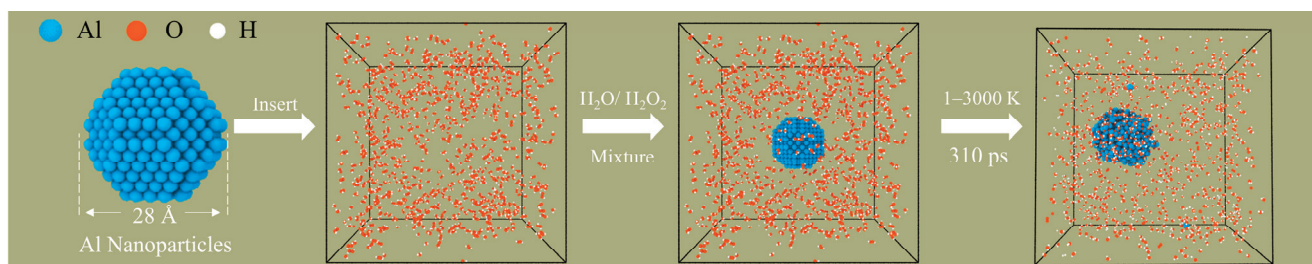 Al O H
28 Å
Al Nanoparticles
Insert
H₂O/ H₂O₂
Mixture
1–3000 K
310 ps